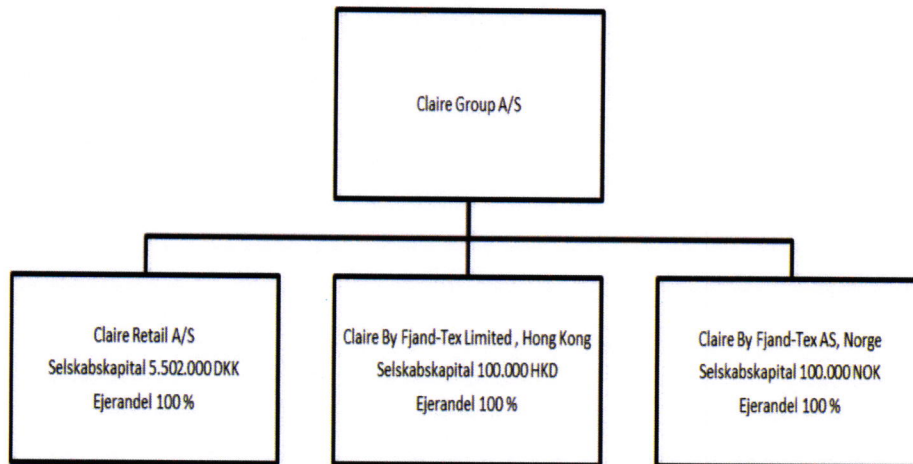 Claire Group A/S
Claire Retail A/S
Selskabskapital 5.502.000 DKK
Ejerandel 100 %
Claire By Fjand-Tex Limited , Hong Kong
Selskabskapital 100.000 HKD
Ejerandel 100 %
Claire By Fjand-Tex AS, Norge
Selskabskapital 100.000 NOK
Ejerandel 100 %